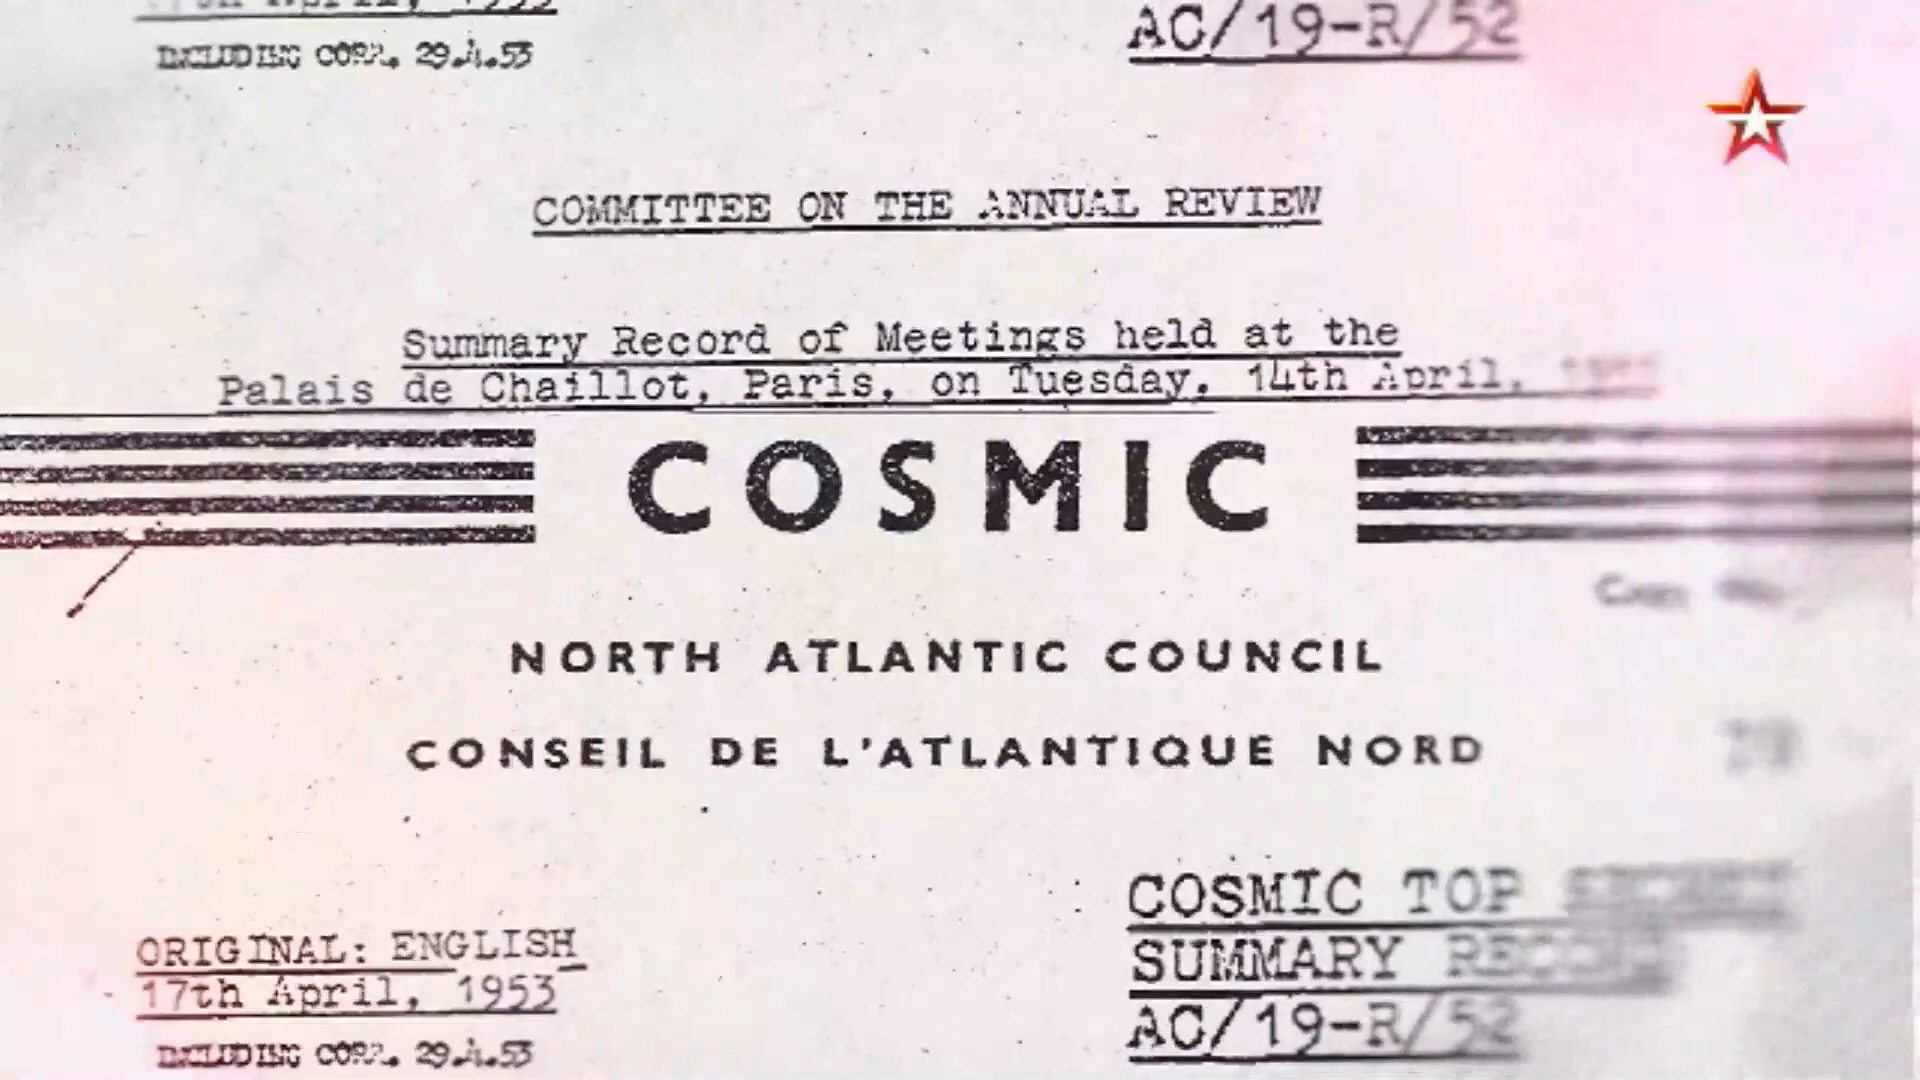 AC/19-R/52
INCLUDING CORR. 29.4.53
COMMITTEE ON THE ANNUAL REVIEW
Summary Record of Meetings held at the
Palais de Chaillot, Paris, on Tuesday, 14th April,
COSMIC
NORTH ATLANTIC COUNCIL
CONSEIL DE L'ATLANTIQUE NORD
COSMIC TOP
ORIGINAL: ENGLISH
SUMMARY RECORD
17th April, 1953
AC/19-R/52
INCLUDING CORR. 29.4.53